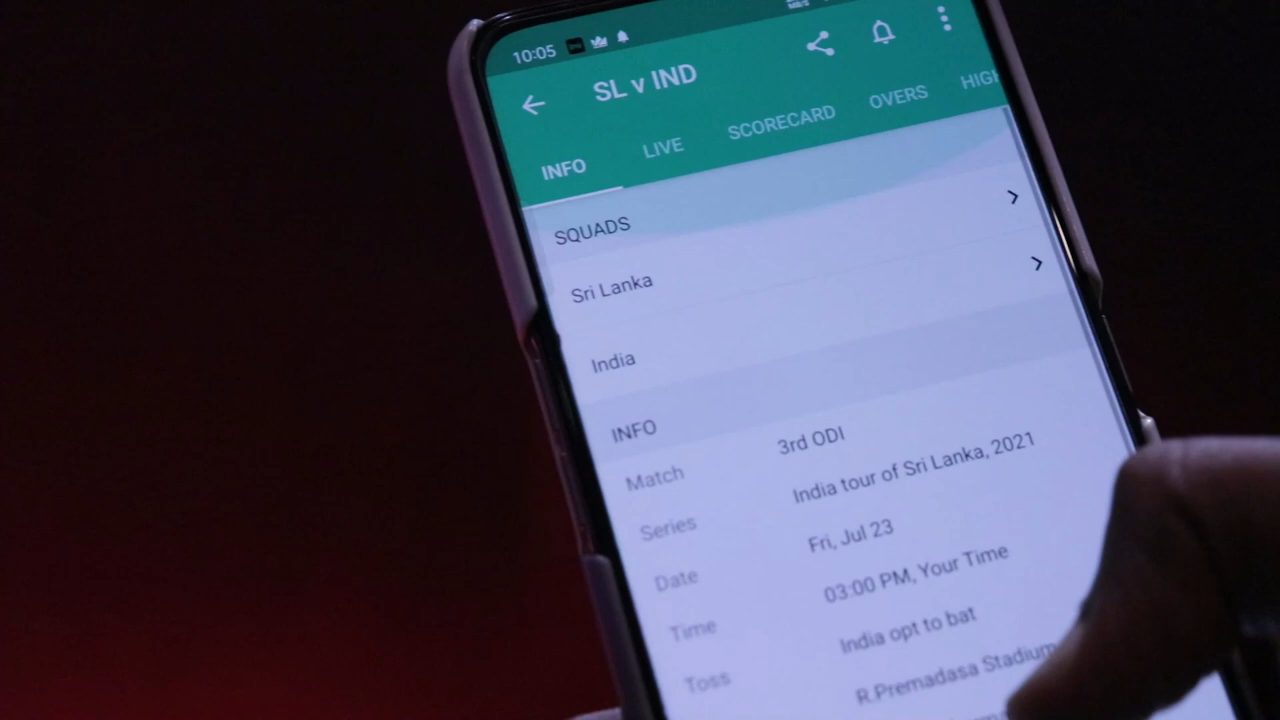 10:05
SL v IND
INFO LIVE SCORECARD OVERS HIGH
SQUADS
Sri Lanka
India
INFO
Match 3rd ODI
Series India tour of Sri Lanka, 2021
Date Fri, Jul 23
Time 03:00 PM, Your Time
Toss India opt to bat
R.Premadasa Stadium